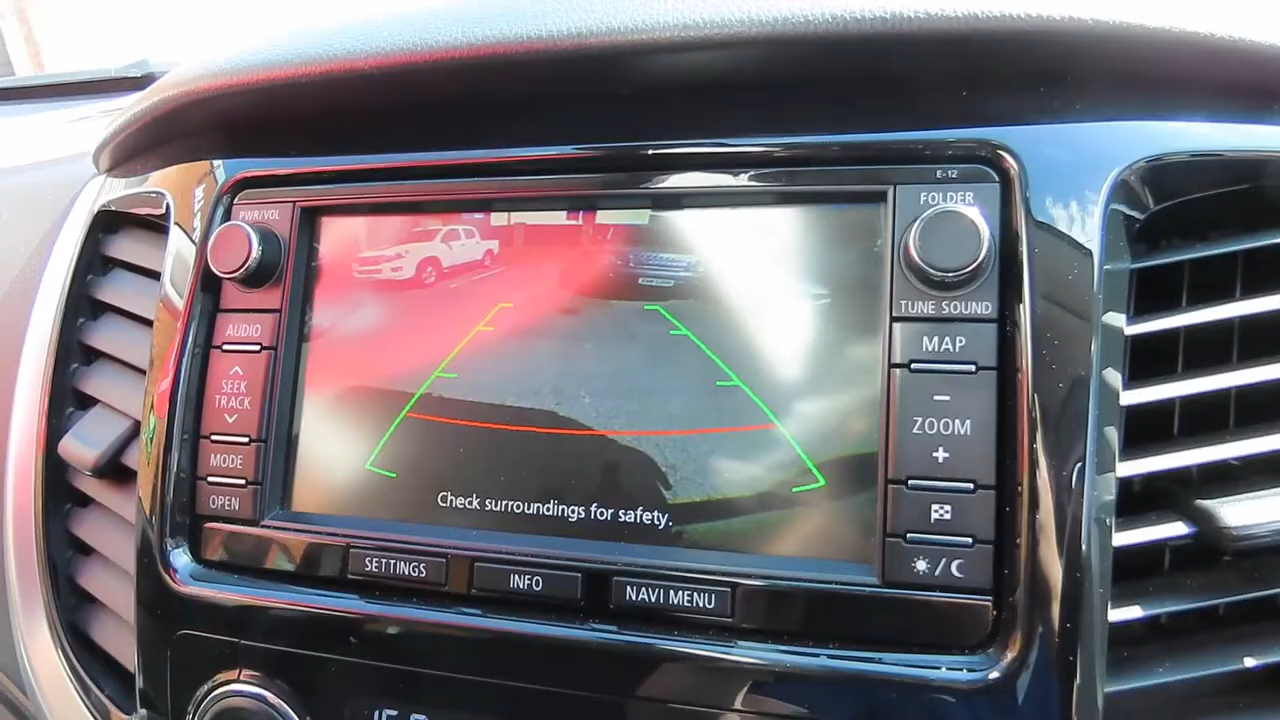 E-12
PWR/VOL
AUDIO
SEEK
TRACK
MODE
OPEN
FOLDER
TUNE SOUND
MAP
-
ZOOM
+
/
Check surroundings for safety.
SETTINGS
INFO
NAVI MENU